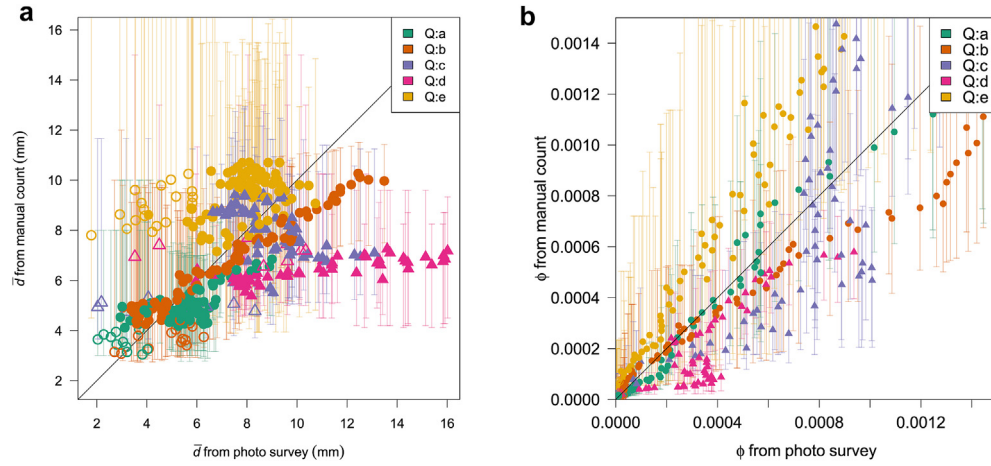 a
16
14
12
10
8
6
4
2
d̅ from manual count (mm)
2 4 6 8 10 12 14 16
d̅ from photo survey (mm)
Q:a
Q:b
Q:c
Q:d
Q:e
b
0.0014
0.0012
0.0010
0.0008
0.0006
0.0004
0.0002
0.0000
ϕ from manual count
0.0000 0.0004 0.0008 0.0012
ϕ from photo survey
Q:a
Q:b
Q:c
Q:d
Q:e